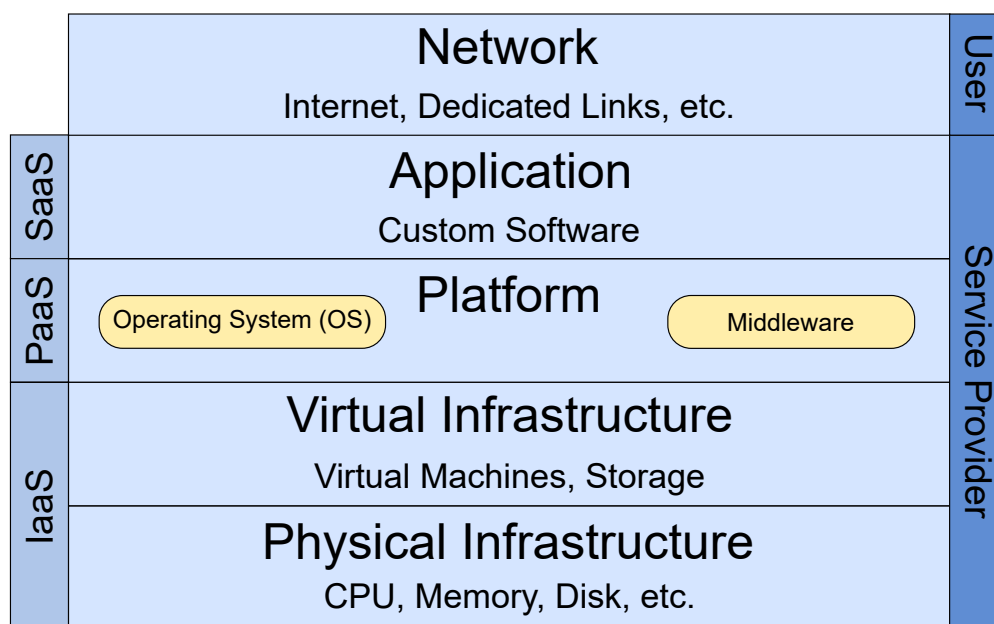 Network
Internet, Dedicated Links, etc.
User
SaaS
Application
Custom Software
Service Provider
PaaS
Platform
Operating System (OS)
Middleware
IaaS
Virtual Infrastructure
Virtual Machines, Storage
Physical Infrastructure
CPU, Memory, Disk, etc.